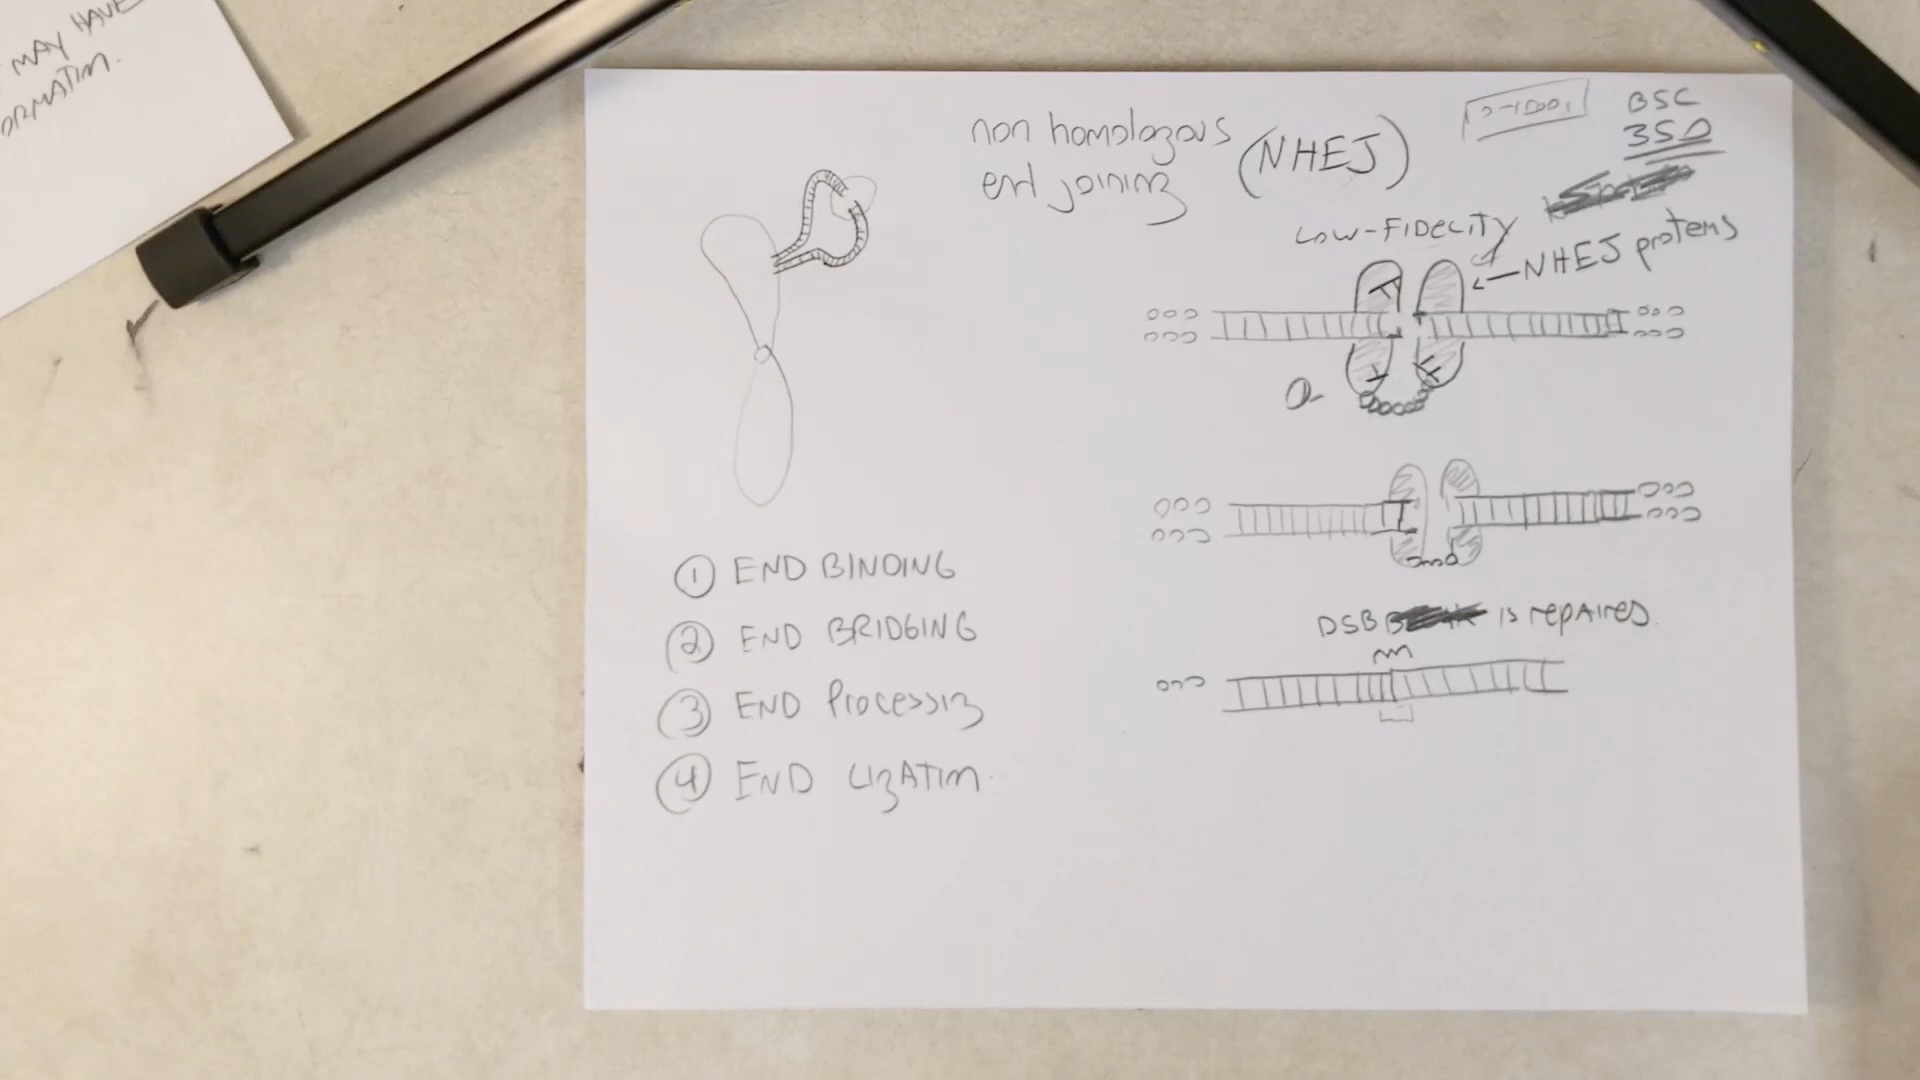 MAY HAVE
ORMATION.
non homologous
end joining
(NHEJ)
BSC
350
LOW-FIDELITY
NHEJ proteins
① END BINDING
② END BRIDGING
③ END Processing
④ END LIGATION.
DSB is repaired.